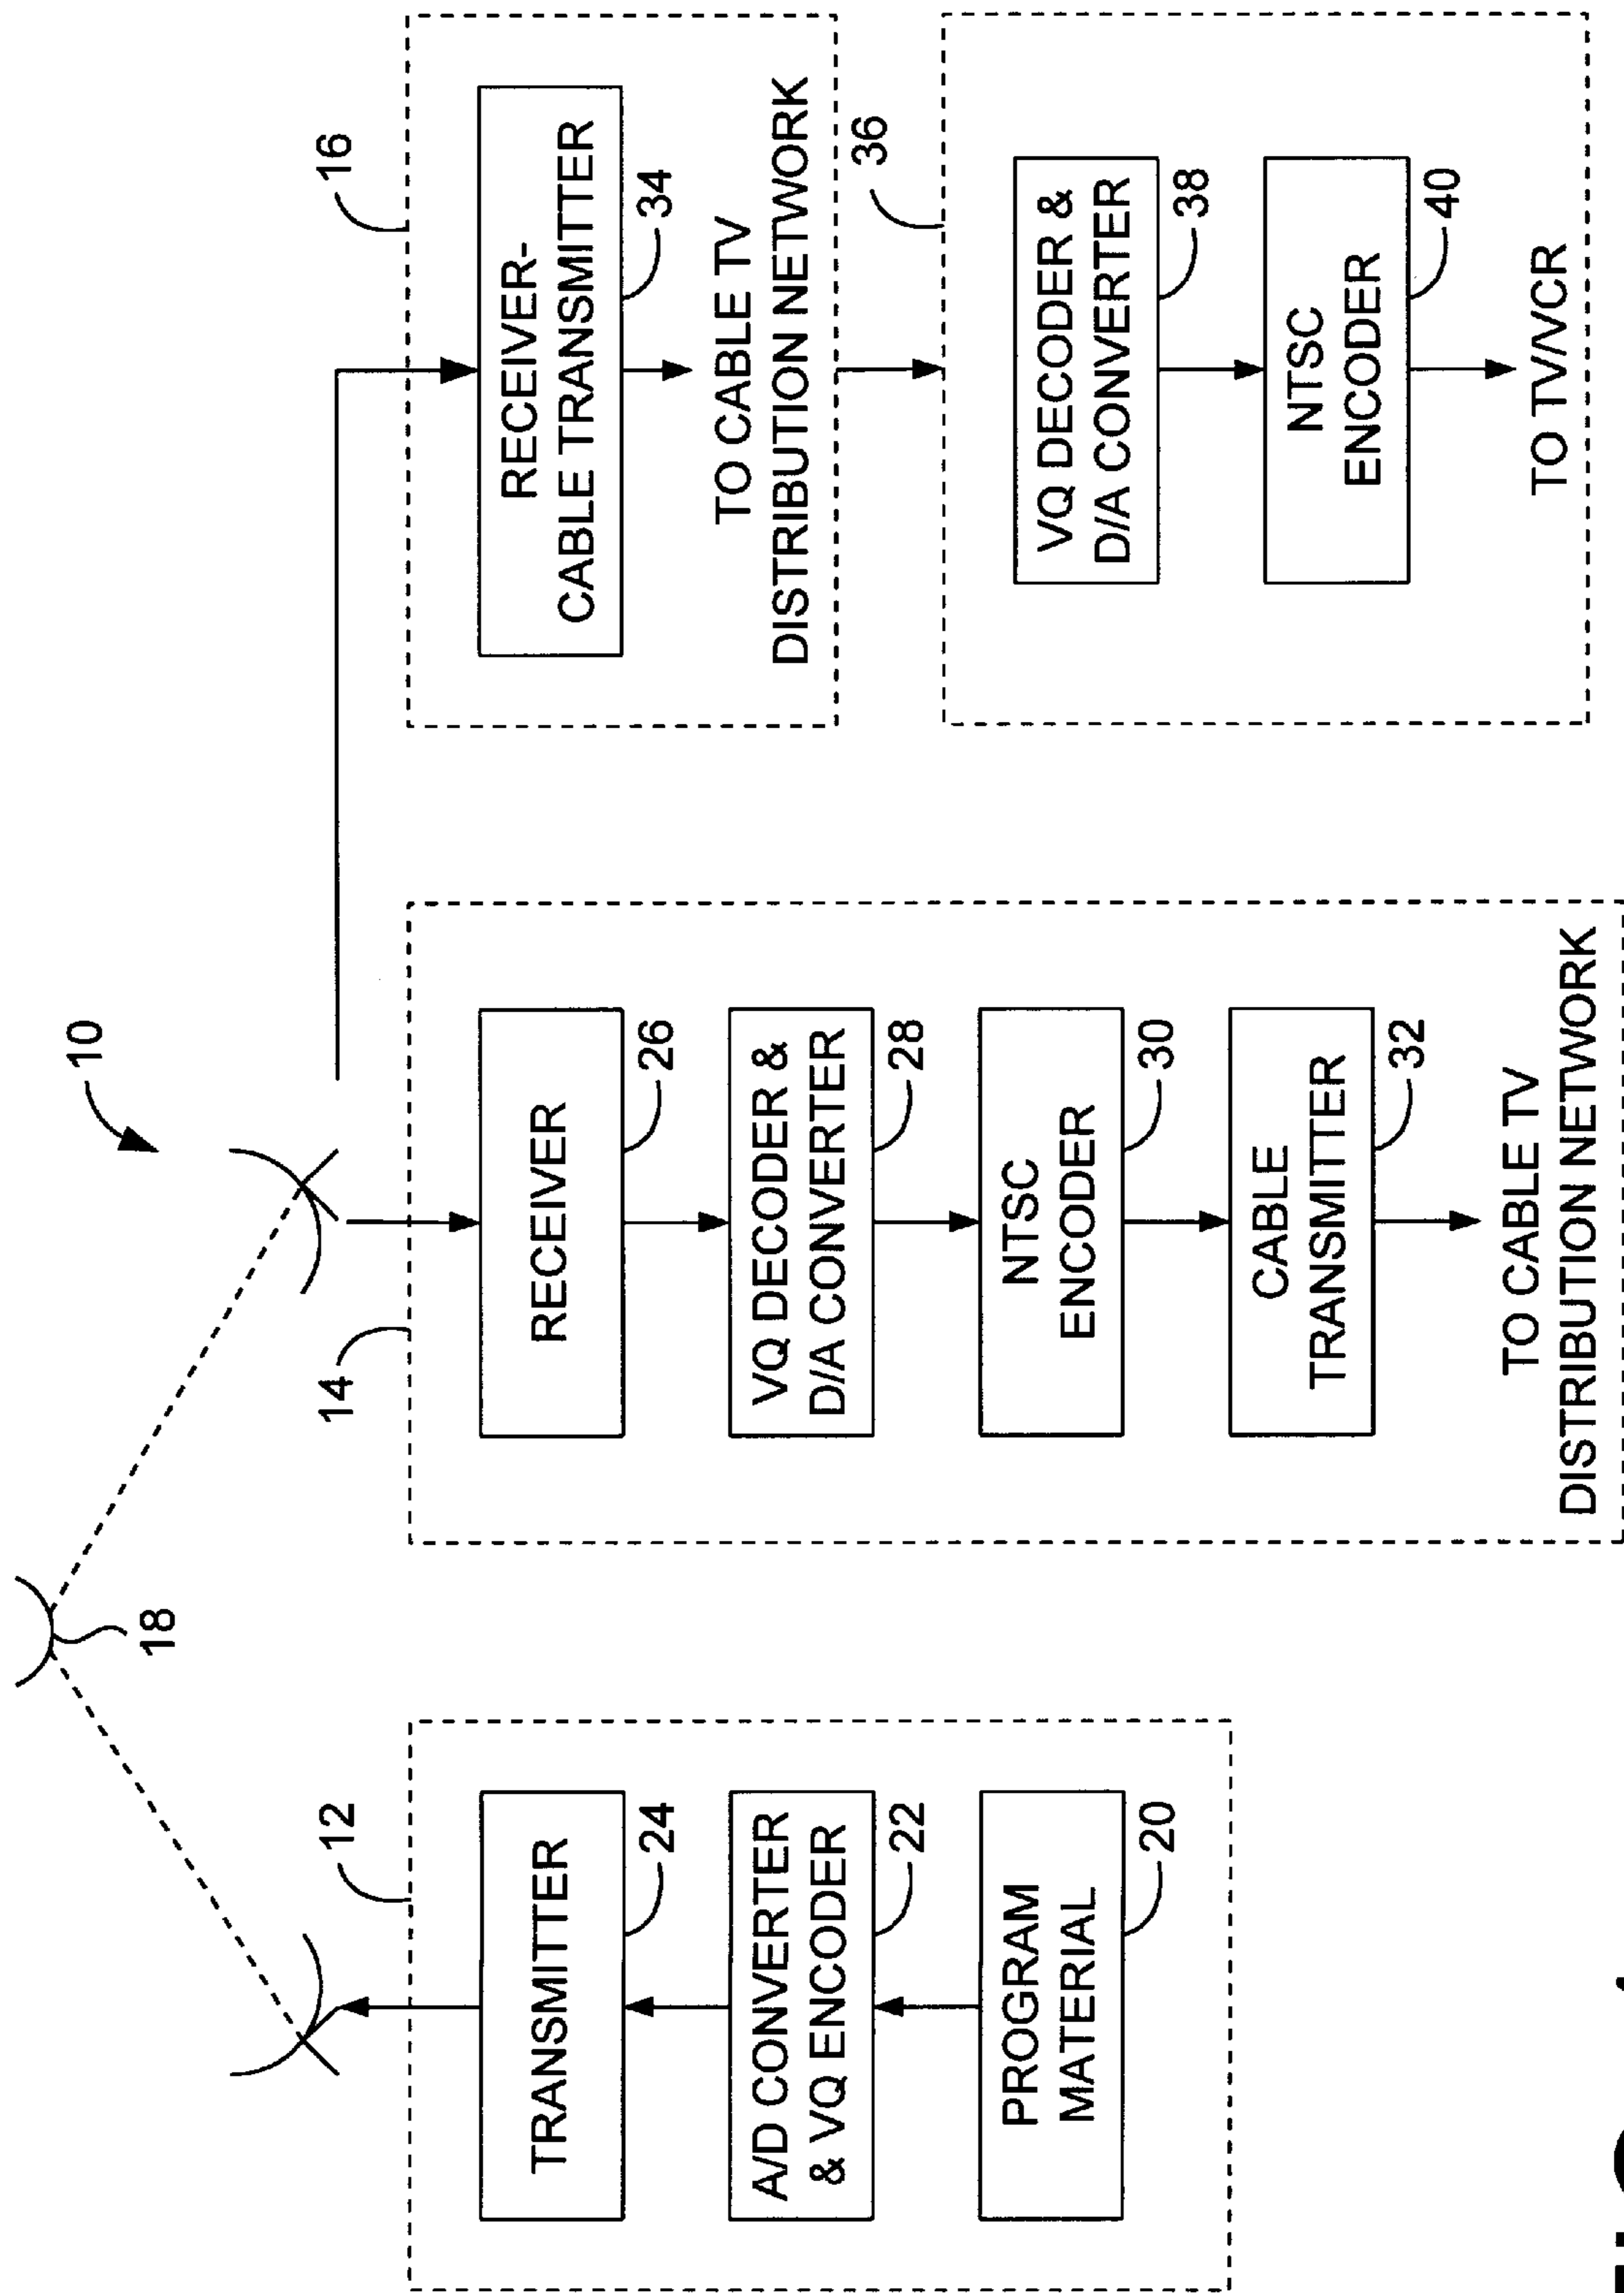 18
10
12
TRANSMITTER
24
A/D CONVERTER
& VQ ENCODER
22
PROGRAM
MATERIAL
20
14
RECEIVER
26
VQ DECODER &
D/A CONVERTER
28
NTSC
ENCODER
30
CABLE
TRANSMITTER
32
TO CABLE TV
DISTRIBUTION NETWORK
16
RECEIVER-
CABLE TRANSMITTER
34
TO CABLE TV
DISTRIBUTION NETWORK
36
VQ DECODER &
D/A CONVERTER
38
NTSC
ENCODER
40
TO TV/VCR